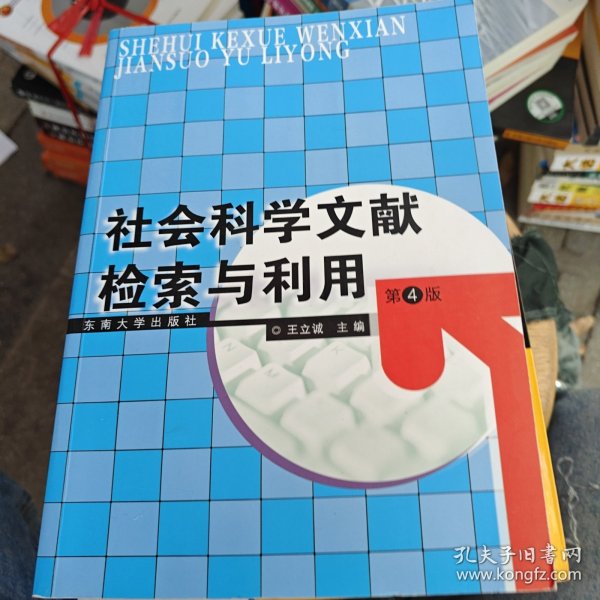 SHEHUI KEXUE WENXIAN
JIANSUO YU LIYONG
社会科学文献
检索与利用
第4版
东南大学出版社
◎王立诚 主编
孔夫子旧书网
www.kongfz.com